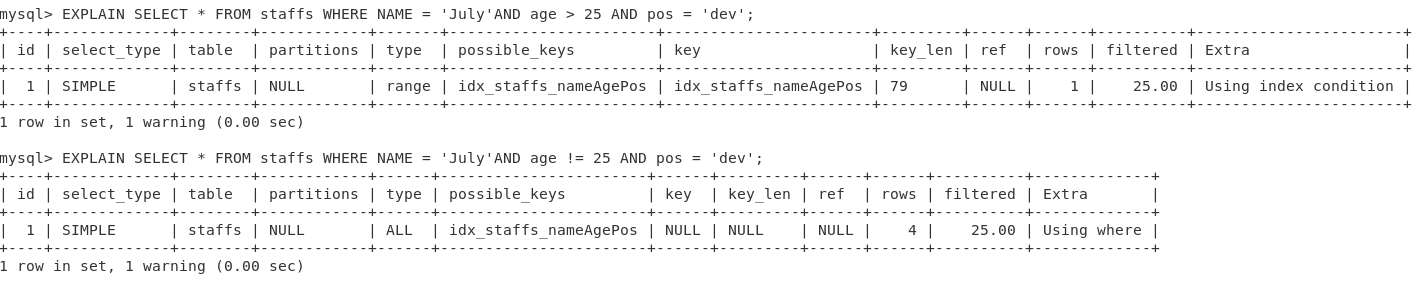 mysql> EXPLAIN SELECT * FROM staffs WHERE NAME = 'July'AND age > 25 AND pos = 'dev';
+----+-------------+--------+------------+-------+-----------------------+-----------------------+---------+------+------+----------+-----------------------+
| id | select_type | table  | partitions | type  | possible_keys         | key                   | key_len | ref  | rows | filtered | Extra                 |
+----+-------------+--------+------------+-------+-----------------------+-----------------------+---------+------+------+----------+-----------------------+
|  1 | SIMPLE      | staffs | NULL       | range | idx_staffs_nameAgePos | idx_staffs_nameAgePos | 79      | NULL |    1 |    25.00 | Using index condition |
+----+-------------+--------+------------+-------+-----------------------+-----------------------+---------+------+------+----------+-----------------------+
1 row in set, 1 warning (0.00 sec)

mysql> EXPLAIN SELECT * FROM staffs WHERE NAME = 'July'AND age != 25 AND pos = 'dev';
+----+-------------+--------+------------+------+-----------------------+------+---------+------+------+----------+-------------+
| id | select_type | table  | partitions | type | possible_keys         | key  | key_len | ref  | rows | filtered | Extra       |
+----+-------------+--------+------------+------+-----------------------+------+---------+------+------+----------+-------------+
|  1 | SIMPLE      | staffs | NULL       | ALL  | idx_staffs_nameAgePos | NULL | NULL    | NULL |    4 |    25.00 | Using where |
+----+-------------+--------+------------+------+-----------------------+------+---------+------+------+----------+-------------+
1 row in set, 1 warning (0.00 sec)